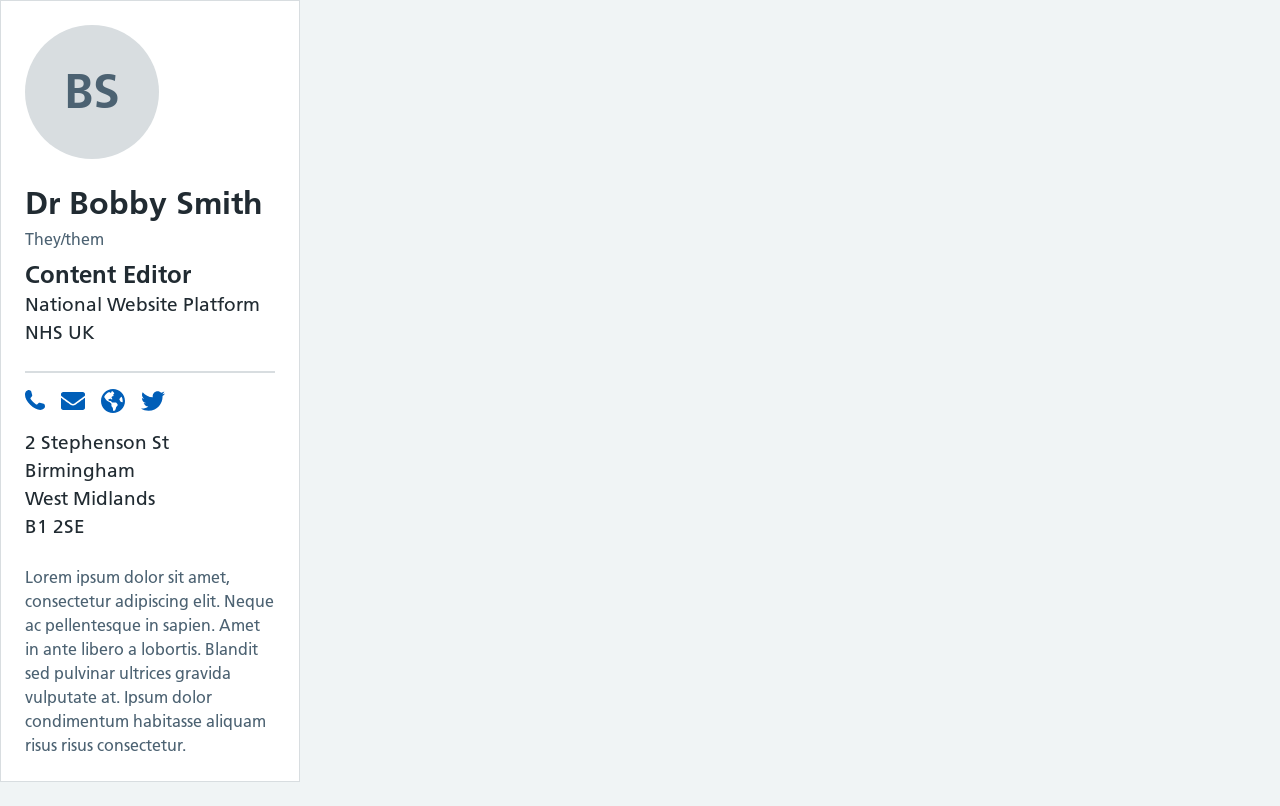 BS
Dr Bobby Smith
They/them
Content Editor
National Website Platform
NHS UK
2 Stephenson St
Birmingham
West Midlands
B1 2SE
Lorem ipsum dolor sit amet,
consectetur adipiscing elit. Neque
ac pellentesque in sapien. Amet
in ante libero a lobortis. Blandit
sed pulvinar ultrices gravida
vulputate at. Ipsum dolor
condimentum habitasse aliquam
risus risus consectetur.